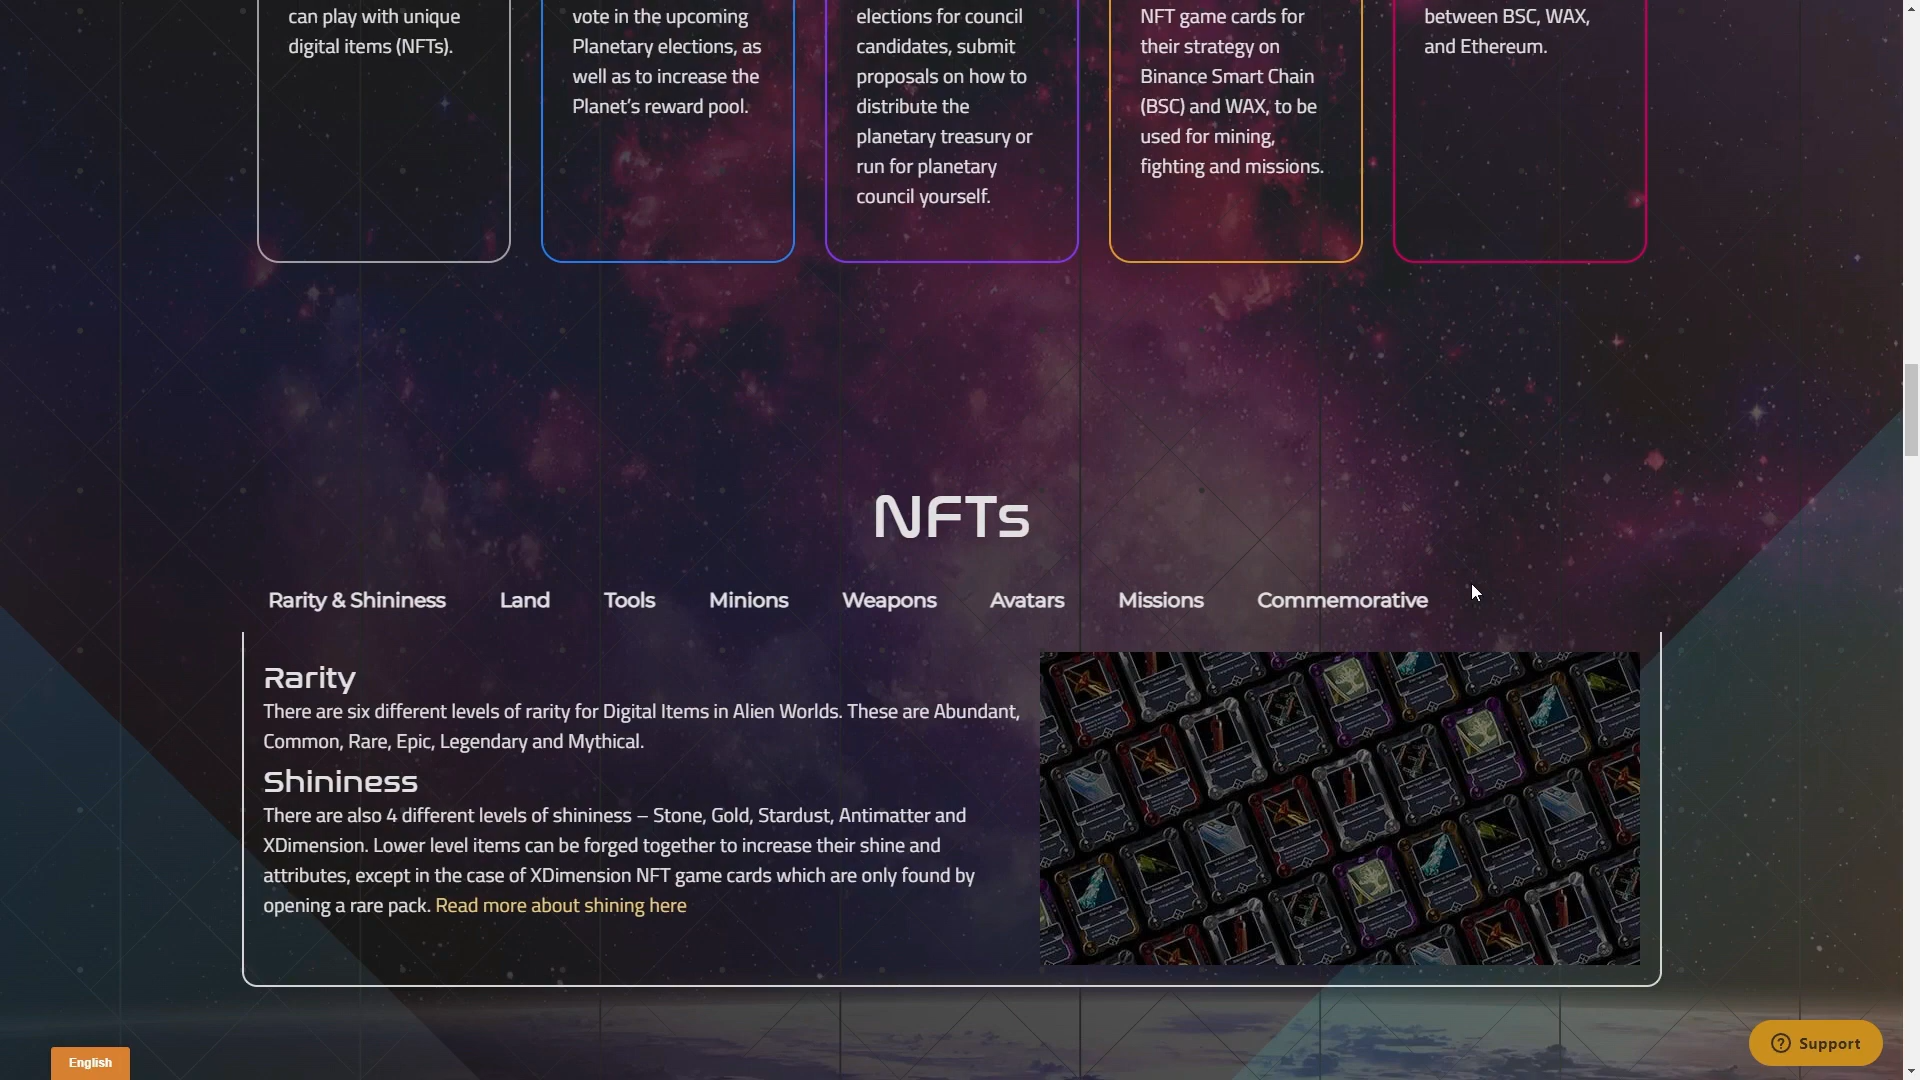 can play with unique
digital items (NFTs).
vote in the upcoming
Planetary elections, as
well as to increase the
Planet’s reward pool.
elections for council
candidates, submit
proposals on how to
distribute the
planetary treasury or
run for planetary
council yourself.
NFT game cards for
their strategy on
Binance Smart Chain
(BSC) and WAX, to be
used for mining,
fighting and missions.
between BSC, WAX,
and Ethereum.
NFTs
Rarity & Shininess Land Tools Minions Weapons Avatars Missions Commemorative
Rarity
There are six different levels of rarity for Digital Items in Alien Worlds. These are Abundant,
Common, Rare, Epic, Legendary and Mythical.
Shininess
There are also 4 different levels of shininess – Stone, Gold, Stardust, Antimatter and
XDimension. Lower level items can be forged together to increase their shine and
attributes, except in the case of XDimension NFT game cards which are only found by
opening a rare pack. Read more about shining here
English
Support